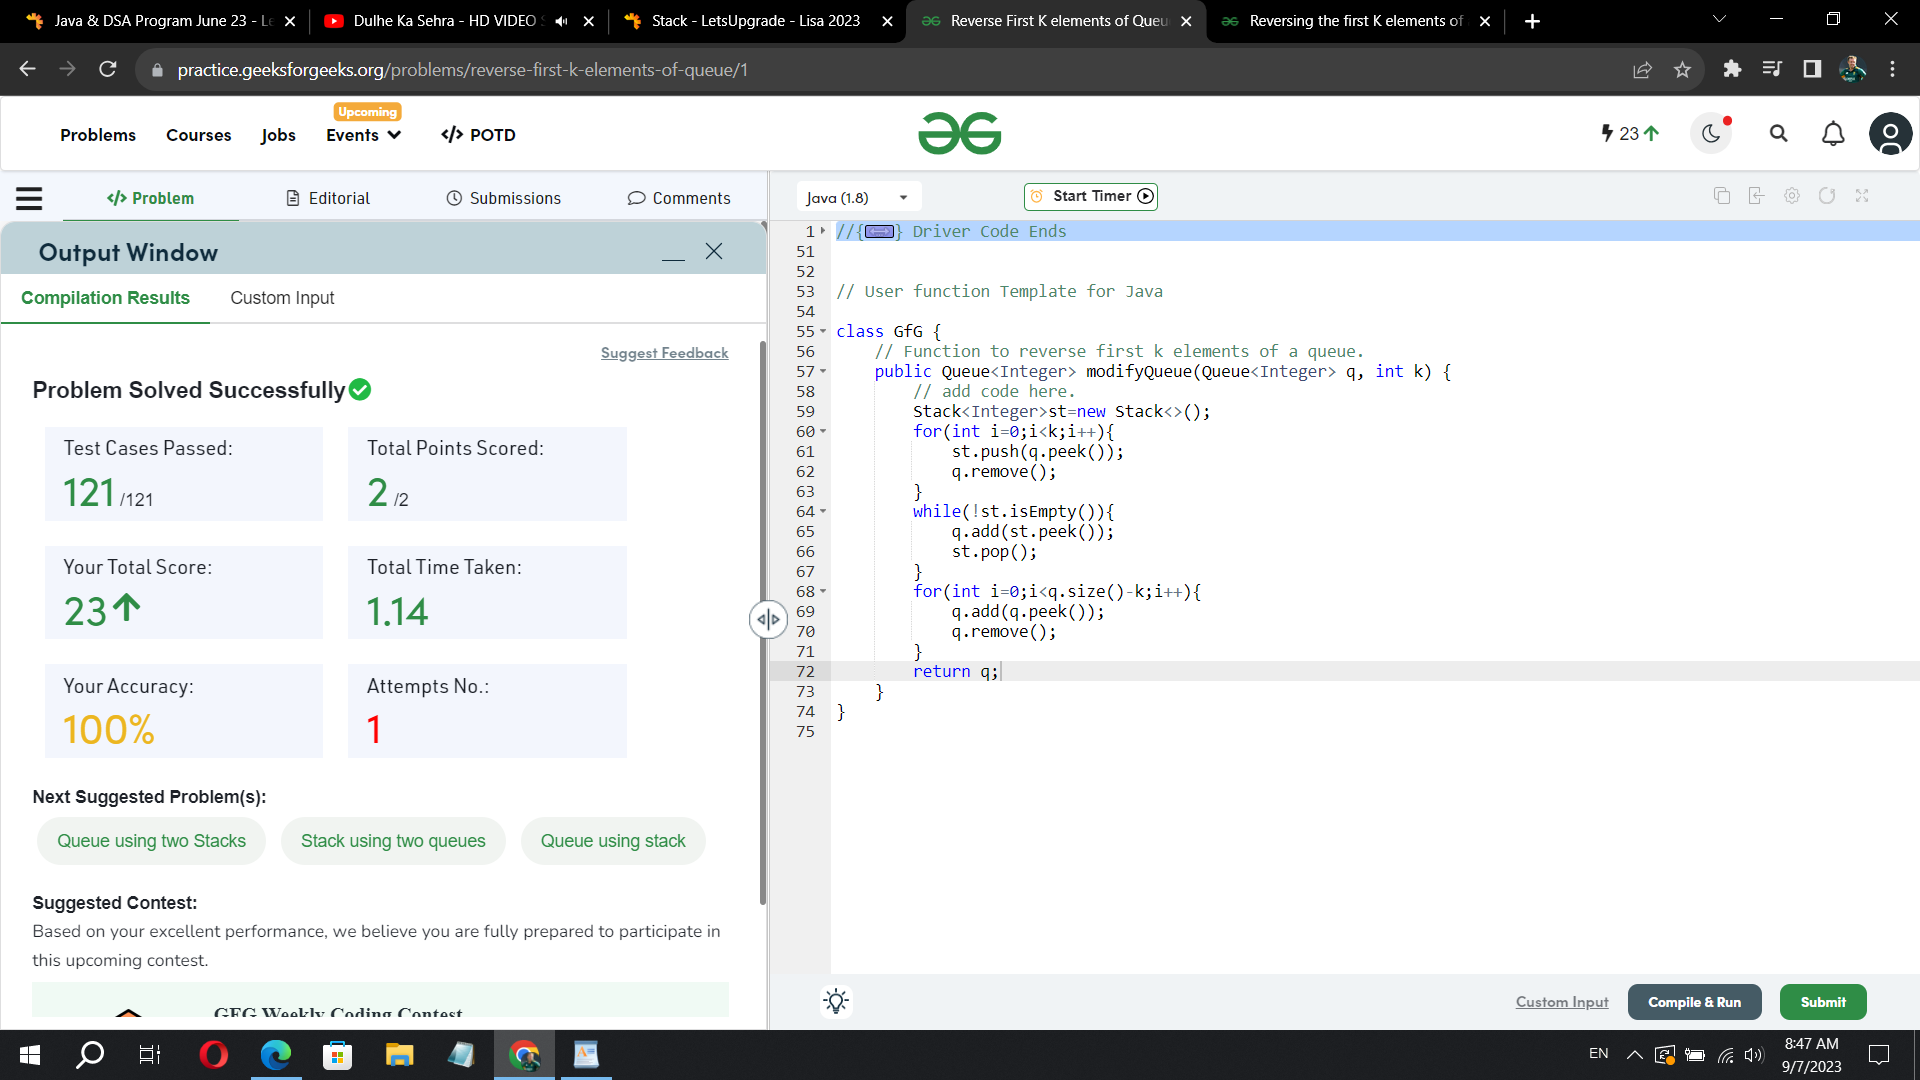 Java & DSA Program June 23 - Le
Dulhe Ka Sehra - HD VIDEO S
Stack - LetsUpgrade - Lisa 2023
Reverse First K elements of Queu
Reversing the first K elements of
practice.geeksforgeeks.org/problems/reverse-first-k-elements-of-queue/1
Problems
Courses
Jobs
Upcoming
Events
</> POTD
23
</> Problem
Editorial
Submissions
Comments
Java (1.8)
Start Timer
Output Window
Compilation Results
Custom Input
Suggest Feedback
Problem Solved Successfully
Test Cases Passed:
121 /121
Total Points Scored:
2 /2
Your Total Score:
23
Total Time Taken:
1.14
Your Accuracy:
100%
Attempts No.:
1
Next Suggested Problem(s):
Queue using two Stacks
Stack using two queues
Queue using stack
Suggested Contest:
Based on your excellent performance, we believe you are fully prepared to participate in
this upcoming contest.
GFG Weekly Coding Contest
1 //{} Driver Code Ends
51
52
53 // User function Template for Java
54
55 class GfG {
56 // Function to reverse first k elements of a queue.
57 public Queue<Integer> modifyQueue(Queue<Integer> q, int k) {
58 // add code here.
59 Stack<Integer>st=new Stack<>();
60 for(int i=0;i<k;i++){
61 st.push(q.peek());
62 q.remove();
63 }
64 while(!st.isEmpty()){
65 q.add(st.peek());
66 st.pop();
67 }
68 for(int i=0;i<q.size()-k;i++){
69 q.add(q.peek());
70 q.remove();
71 }
72 return q;
73 }
74 }
75
Custom Input
Compile & Run
Submit
EN
8:47 AM
9/7/2023